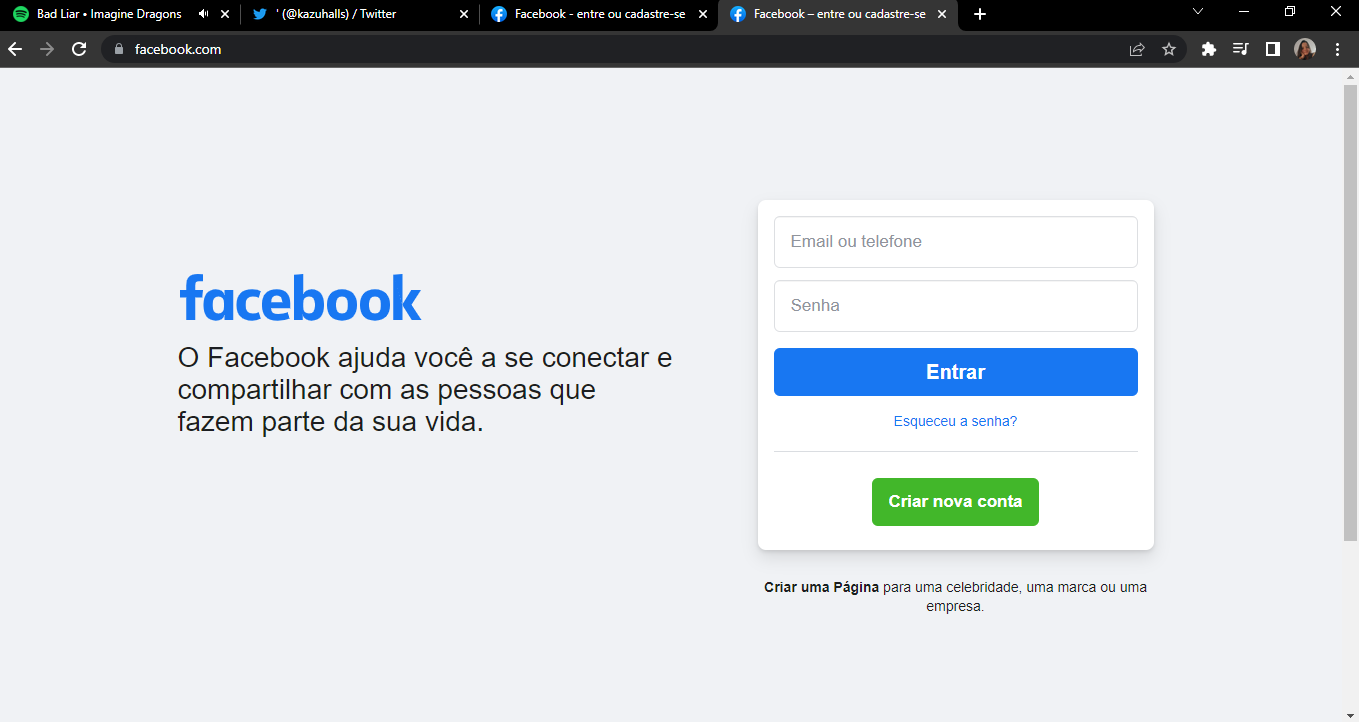 Bad Liar • Imagine Dragons
' (@kazuhalls) / Twitter
Facebook - entre ou cadastre-se
Facebook – entre ou cadastre-se
facebook.com
facebook
O Facebook ajuda você a se conectar e
compartilhar com as pessoas que
fazem parte da sua vida.
Email ou telefone
Senha
Entrar
Esqueceu a senha?
Criar nova conta
Criar uma Página para uma celebridade, uma marca ou uma
empresa.